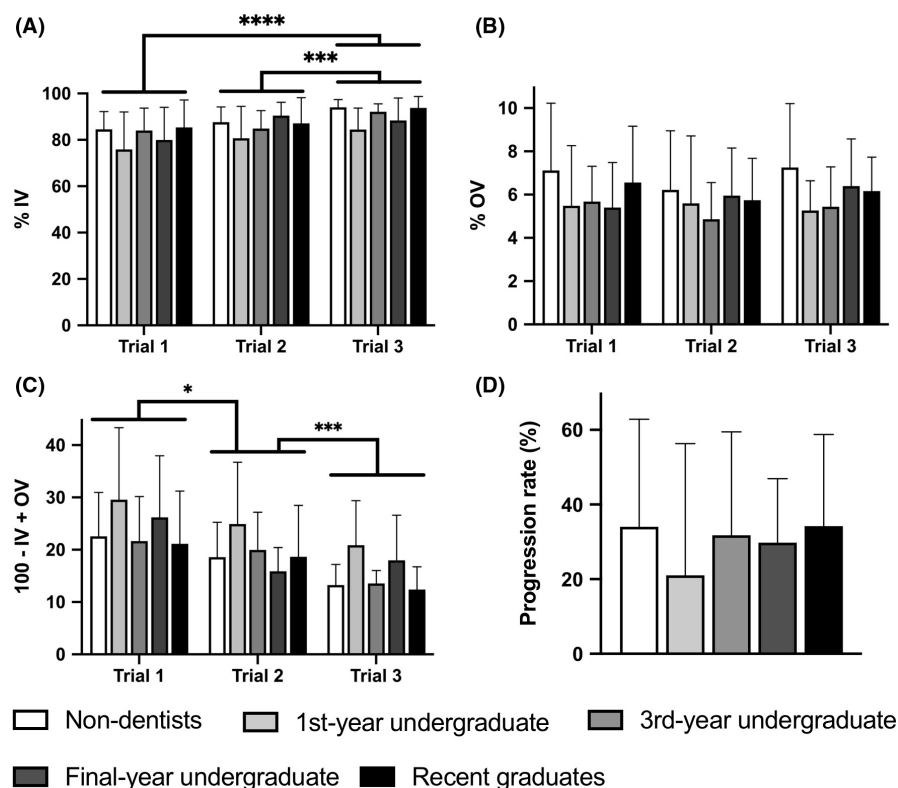 (A)
****
***
100
80
60
40
20
0
% IV
Trial 1 Trial 2 Trial 3
(B)
10
8
6
4
2
0
% OV
Trial 1 Trial 2 Trial 3
(C)
*
***
40
30
20
10
0
100 - IV + OV
Trial 1 Trial 2 Trial 3
(D)
60
40
20
0
Progression rate (%)
Non-dentists 1st-year undergraduate 3rd-year undergraduate
Final-year undergraduate Recent graduates